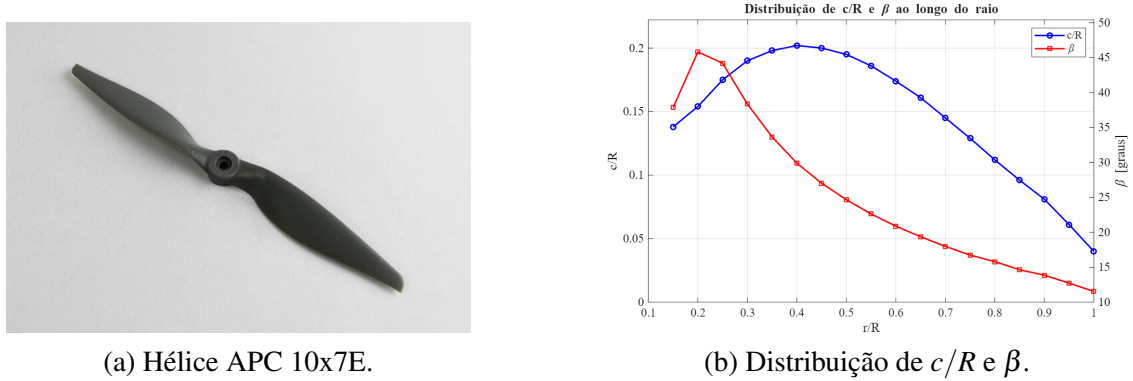 Distribuição de c/R e β ao longo do raio
c/R
β
0.2
0.15
0.1
0.05
0
c/R
50
45
40
35
30
25
20
15
10
β [graus]
0.1 0.2 0.3 0.4 0.5 0.6 0.7 0.8 0.9 1
r/R
(a) Hélice APC 10x7E.
(b) Distribuição de c/R e β.